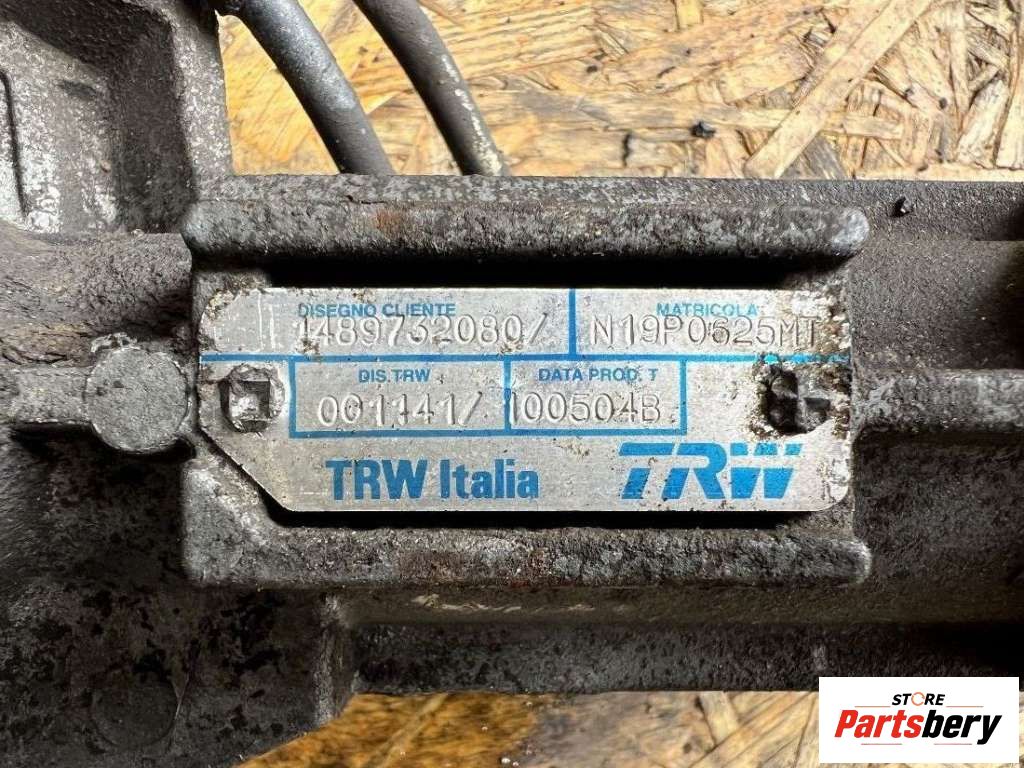 DISEGNO CLIENTE MATRICOLA
1489732080/ N19P0625MT
DIS.TRW DATA PROD. T
001141/ 100504B
TRW Italia TRW
STORE
Partsbery